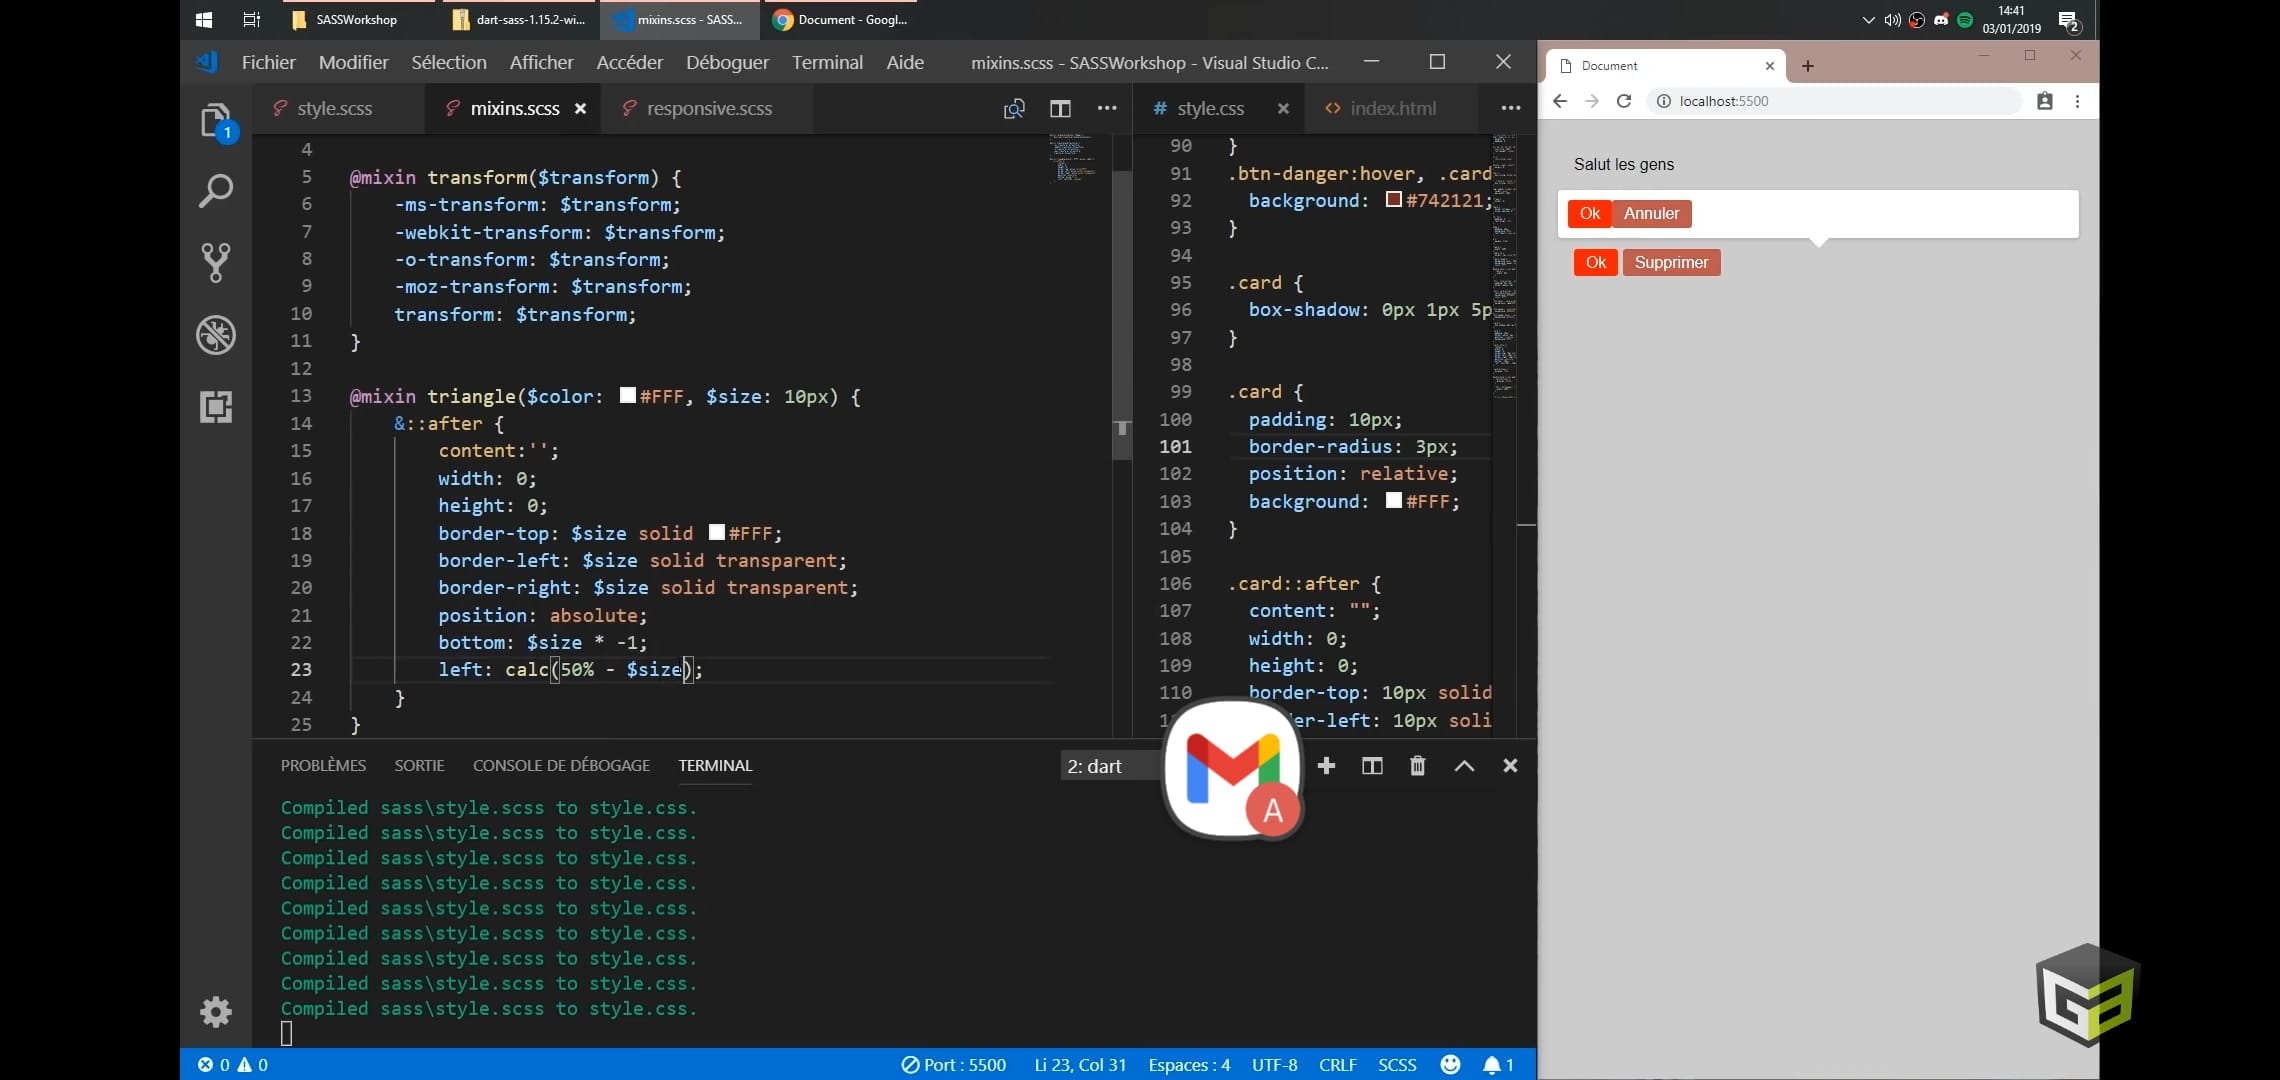 SASSWorkshop
dart-sass-1.15.2-wi...
mixins.scss - SASS...
Document - Googl...
14:41
03/01/2019
2
Fichier Modifier Sélection Afficher Accéder Déboguer Terminal Aide
mixins.scss - SASSWorkshop - Visual Studio C...
1
style.scss
mixins.scss
responsive.scss
4
5 @mixin transform($transform) {
6 -ms-transform: $transform;
7 -webkit-transform: $transform;
8 -o-transform: $transform;
9 -moz-transform: $transform;
10 transform: $transform;
11 }
12
13 @mixin triangle($color: #FFF, $size: 10px) {
14 &::after {
15 content:'';
16 width: 0;
17 height: 0;
18 border-top: $size solid #FFF;
19 border-left: $size solid transparent;
20 border-right: $size solid transparent;
21 position: absolute;
22 bottom: $size * -1;
23 left: calc(50% - $size);
24 }
25 }
# style.css
<> index.html
90 }
91 .btn-danger:hover, .card
92 background: #742121;
93 }
94
95 .card {
96 box-shadow: 0px 1px 5p
97 }
98
99 .card {
100 padding: 10px;
101 border-radius: 3px;
102 position: relative;
103 background: #FFF;
104 }
105
106 .card::after {
107 content: "";
108 width: 0;
109 height: 0;
110 border-top: 10px solid
er-left: 10px soli
PROBLÈMES SORTIE CONSOLE DE DÉBOGAGE TERMINAL
2: dart
A
Compiled sass\style.scss to style.css.
Compiled sass\style.scss to style.css.
Compiled sass\style.scss to style.css.
Compiled sass\style.scss to style.css.
Compiled sass\style.scss to style.css.
Compiled sass\style.scss to style.css.
Compiled sass\style.scss to style.css.
Compiled sass\style.scss to style.css.
Compiled sass\style.scss to style.css.
0 0
Port : 5500
Li 23, Col 31
Espaces : 4
UTF-8
CRLF
SCSS
1
Document
localhost:5500
Salut les gens
Ok Annuler
Ok Supprimer